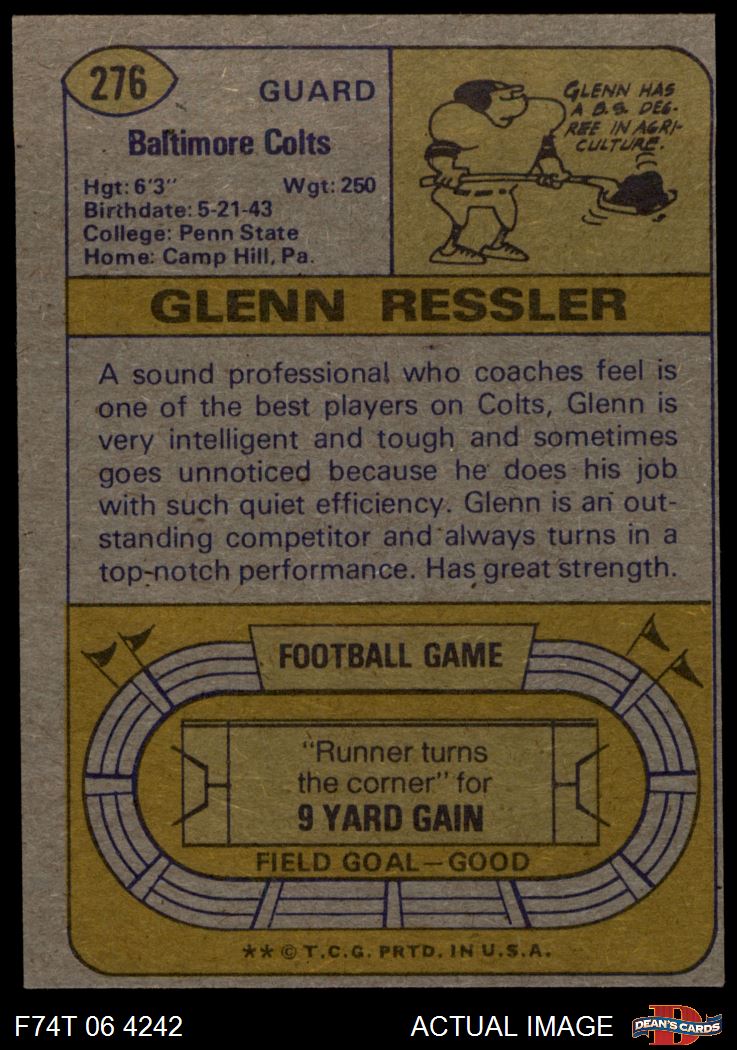 276
GUARD
Baltimore Colts
Hgt: 6'3" Wgt: 250
Birthdate: 5-21-43
College: Penn State
Home: Camp Hill, Pa.
GLENN HAS
A B.S. DEG-
REE IN AGRI-
CULTURE.
GLENN RESSLER
A sound professional who coaches feel is
one of the best players on Colts, Glenn is
very intelligent and tough and sometimes
goes unnoticed because he does his job
with such quiet efficiency. Glenn is an out-
standing competitor and always turns in a
top-notch performance. Has great strength.
FOOTBALL GAME
"Runner turns
the corner" for
9 YARD GAIN
FIELD GOAL—GOOD
** © T.C.G. PRTD. IN U.S.A.
F74T 06 4242 ACTUAL IMAGE
D
DEAN'S CARDS